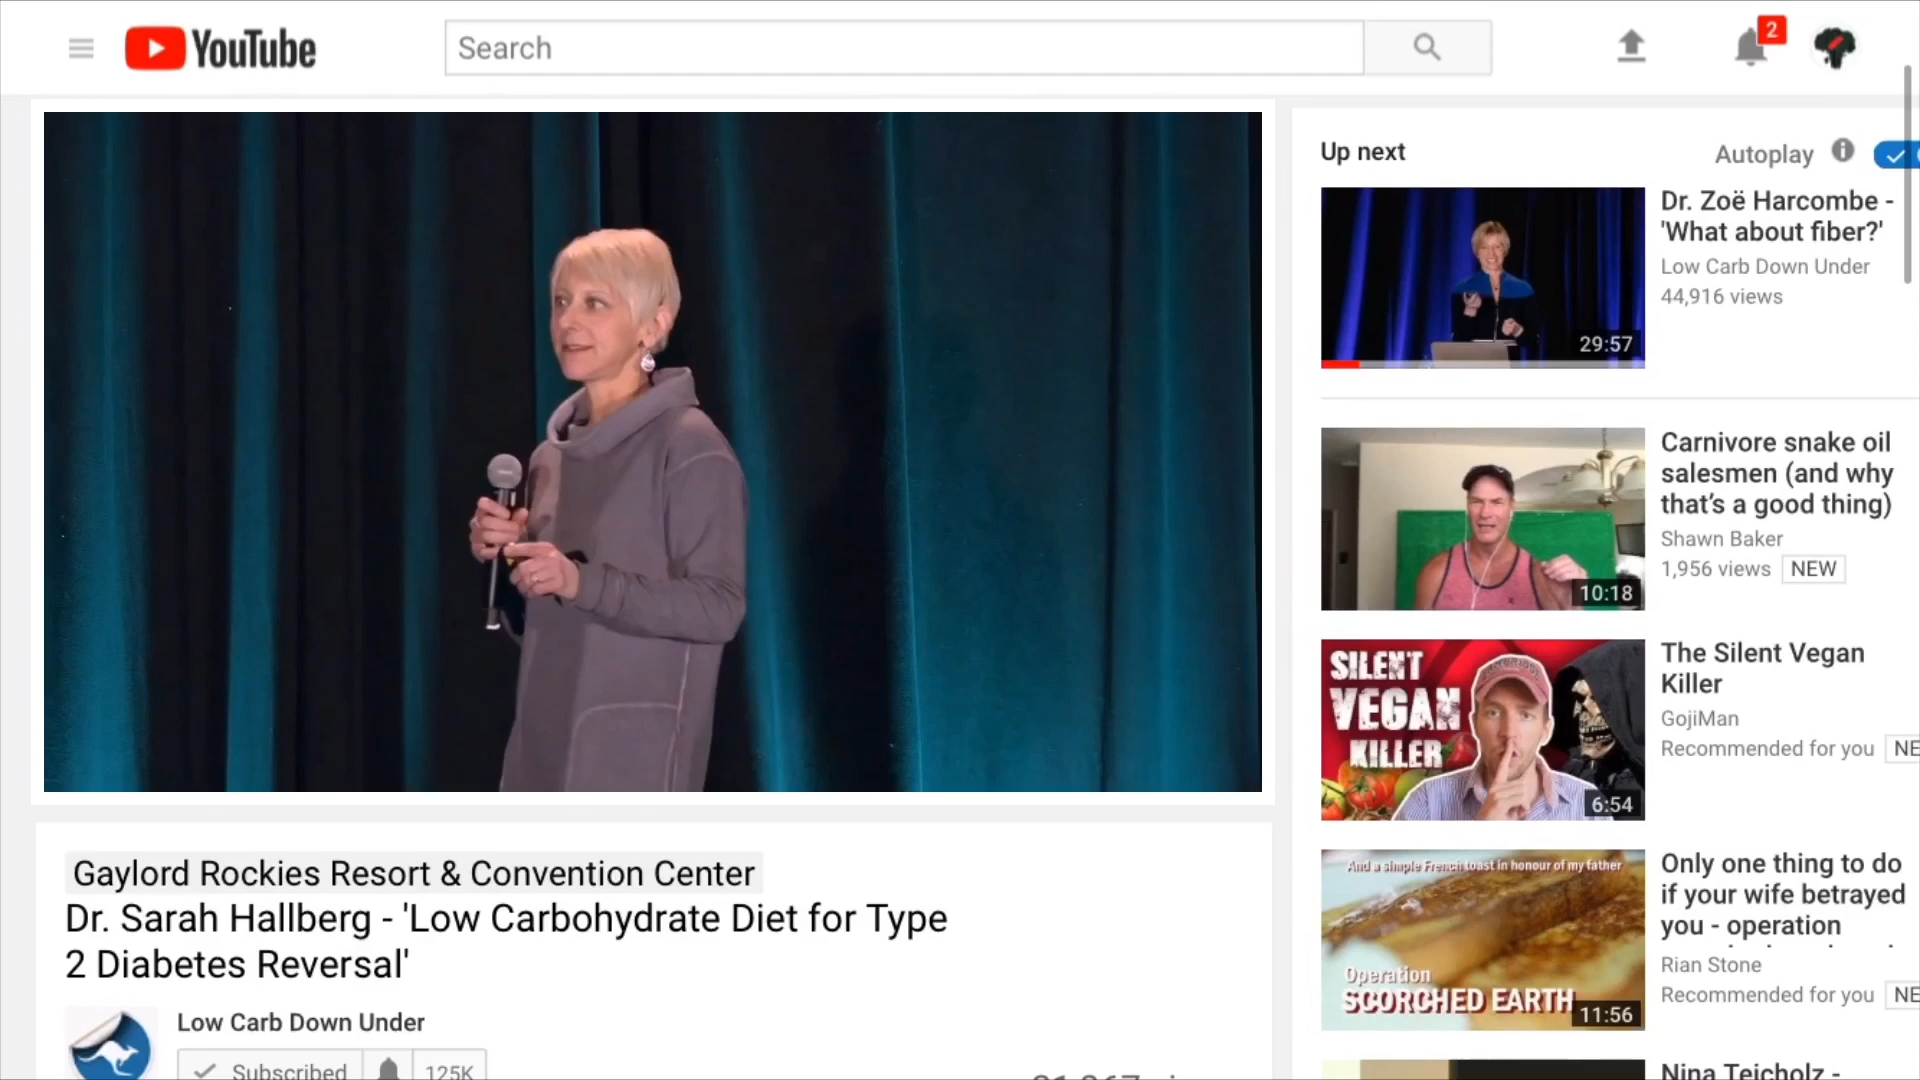 YouTube
Search
2
Up next
Autoplay
Dr. Zoë Harcombe -
'What about fiber?'
Low Carb Down Under
44,916 views
29:57
Carnivore snake oil
salesmen (and why
that's a good thing)
Shawn Baker
1,956 views NEW
10:18
SILENT
VEGAN
KILLER
6:54
The Silent Vegan
Killer
GojiMan
Recommended for you
And a simple French toast in honour of my father
Operation
SCORCHED EARTH
11:56
Only one thing to do
if your wife betrayed
you - operation
Rian Stone
Recommended for you
Nina Teicholz -
Gaylord Rockies Resort & Convention Center
Dr. Sarah Hallberg - 'Low Carbohydrate Diet for Type
2 Diabetes Reversal'
Low Carb Down Under
Subscribed 125K